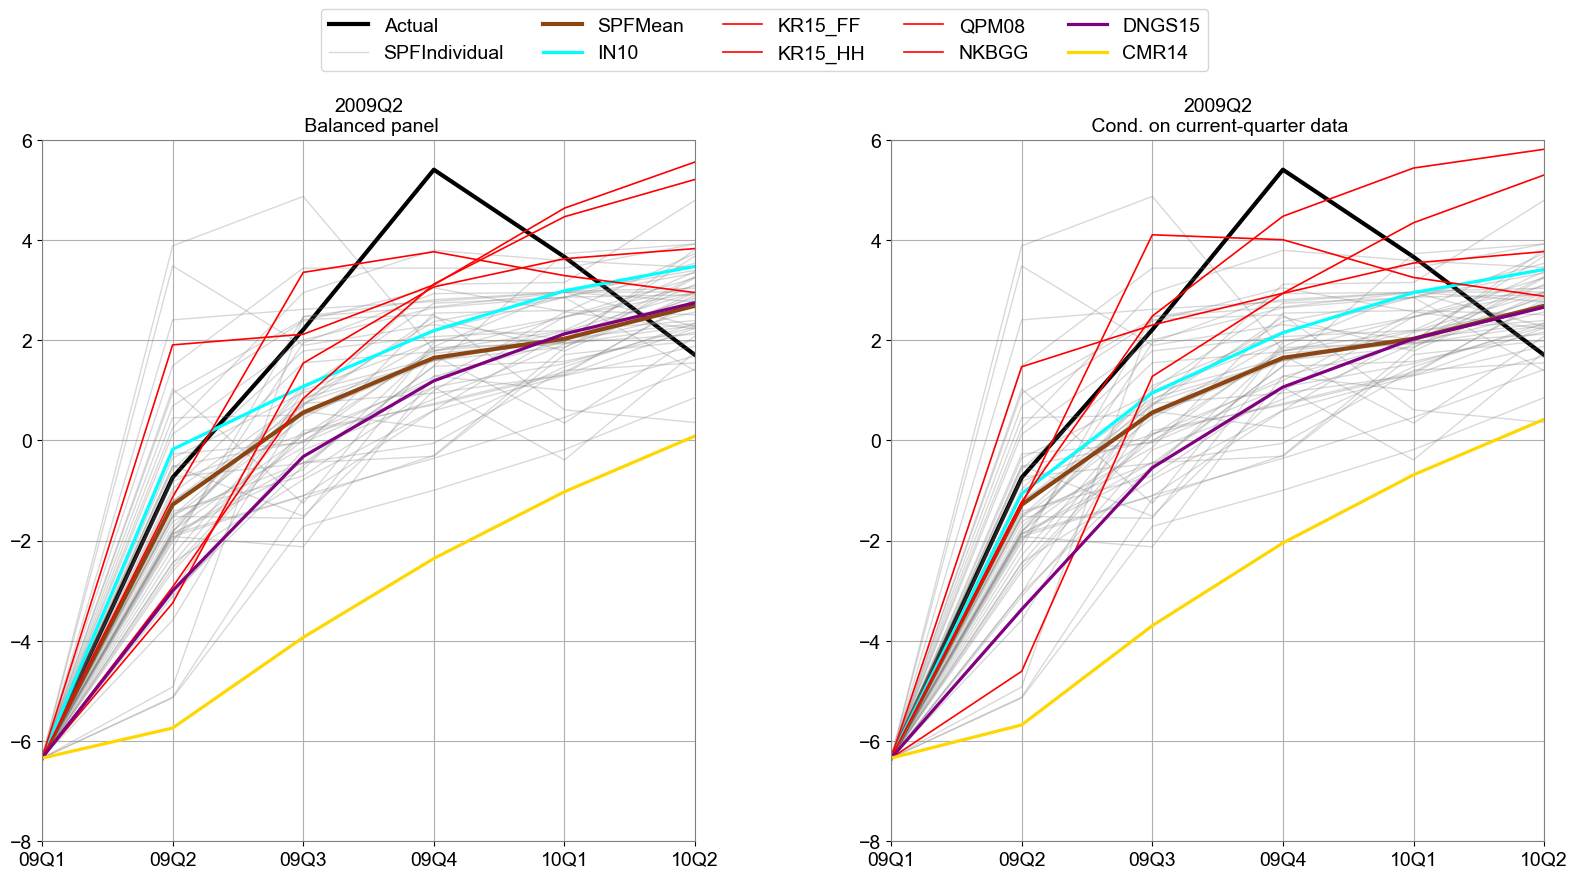 Actual SPFMean KR15_FF QPM08 DNGS15
SPFIndividual IN10 KR15_HH NKBGG CMR14
2009Q2
Balanced panel
6
4
2
0
−2
−4
−6
−8
09Q1 09Q2 09Q3 09Q4 10Q1 10Q2
2009Q2
Cond. on current-quarter data
6
4
2
0
−2
−4
−6
−8
09Q1 09Q2 09Q3 09Q4 10Q1 10Q2